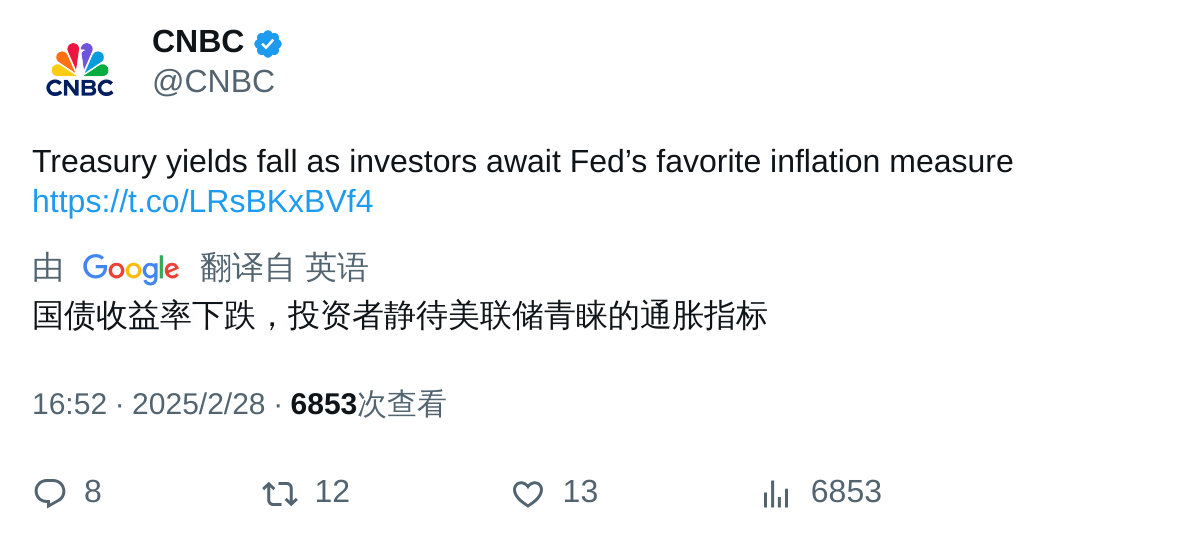 CNBC
CNBC
@CNBC
Treasury yields fall as investors await Fed’s favorite inflation measure
https://t.co/LRsBKxBVf4
由 Google 翻译自 英语
国债收益率下跌，投资者静待美联储青睐的通胀指标
16:52 · 2025/2/28 · 6853次查看
8 12 13 6853